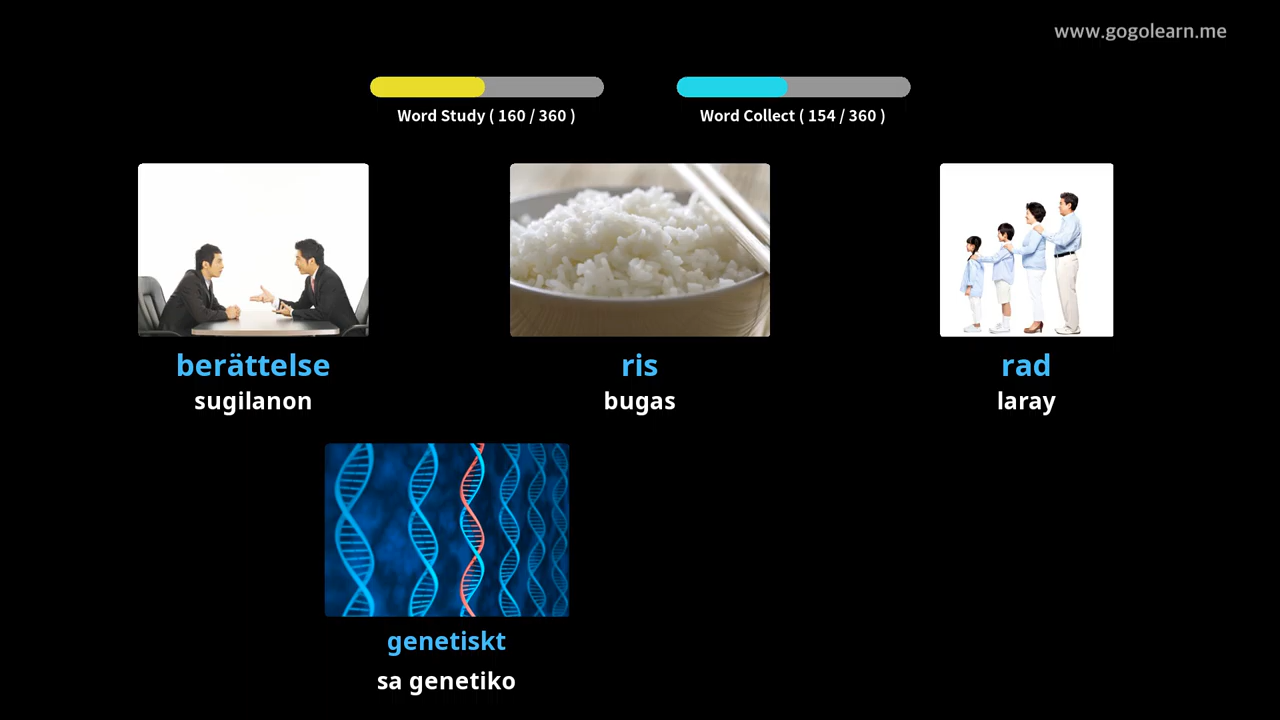 www.gogolearn.me
Word Study ( 160 / 360 )
Word Collect ( 154 / 360 )
berättelse
sugilanon
ris
bugas
rad
laray
genetiskt
sa genetiko